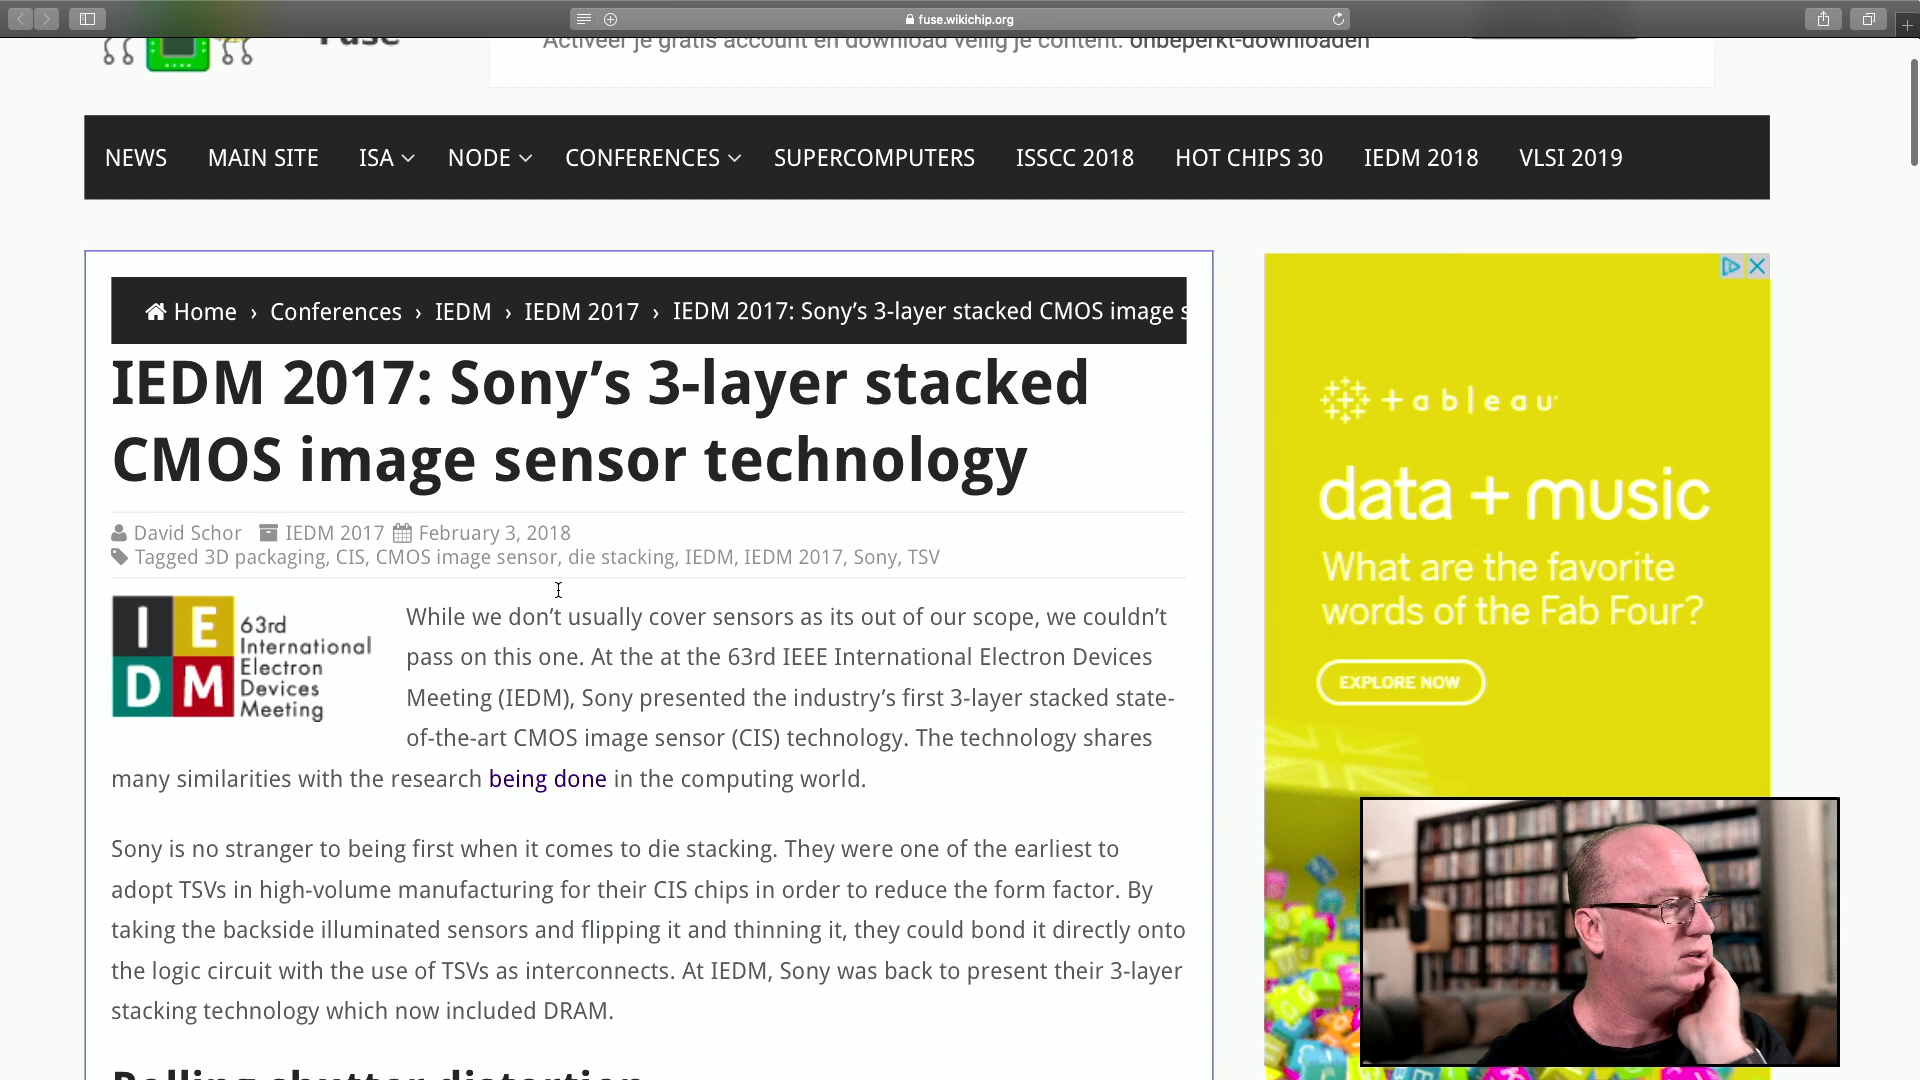 fuse.wikichip.org
Fuse
Activeer je gratis account en download veilig je content. onbeperkt-downloaden
NEWS MAIN SITE ISA NODE CONFERENCES SUPERCOMPUTERS ISSCC 2018 HOT CHIPS 30 IEDM 2018 VLSI 2019
Home › Conferences › IEDM › IEDM 2017 › IEDM 2017: Sony’s 3-layer stacked CMOS image s
IEDM 2017: Sony’s 3-layer stacked
CMOS image sensor technology
David Schor IEDM 2017 February 3, 2018
Tagged 3D packaging, CIS, CMOS image sensor, die stacking, IEDM, IEDM 2017, Sony, TSV
I E
D M
63rd
International
Electron
Devices
Meeting
While we don’t usually cover sensors as its out of our scope, we couldn’t
pass on this one. At the at the 63rd IEEE International Electron Devices
Meeting (IEDM), Sony presented the industry’s first 3-layer stacked state-
of-the-art CMOS image sensor (CIS) technology. The technology shares
many similarities with the research being done in the computing world.
Sony is no stranger to being first when it comes to die stacking. They were one of the earliest to
adopt TSVs in high-volume manufacturing for their CIS chips in order to reduce the form factor. By
taking the backside illuminated sensors and flipping it and thinning it, they could bond it directly onto
the logic circuit with the use of TSVs as interconnects. At IEDM, Sony was back to present their 3-layer
stacking technology which now included DRAM.
Rolling shutter distortion
+ableau
data + music
What are the favorite
words of the Fab Four?
EXPLORE NOW